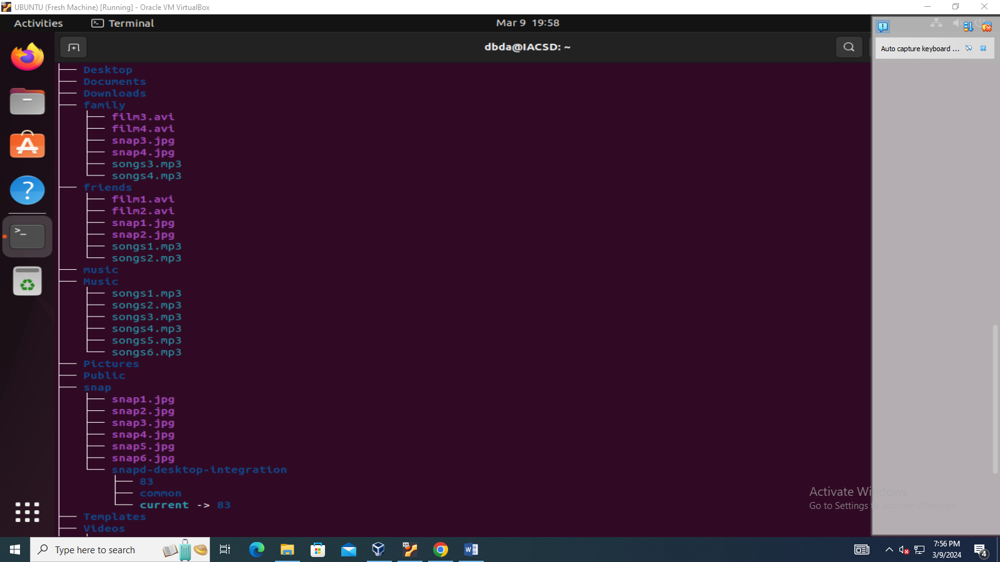 UBUNTU (Fresh Machine) [Running] - Oracle VM VirtualBox
Activities
Terminal
Mar 9 19:58
dbda@IACSD: ~
Auto capture keyboard ...
├── Desktop
├── Documents
├── Downloads
├── family
│   ├── film3.avi
│   ├── film4.avi
│   ├── snap3.jpg
│   ├── snap4.jpg
│   ├── songs3.mp3
│   └── songs4.mp3
├── friends
│   ├── film1.avi
│   ├── film2.avi
│   ├── snap1.jpg
│   ├── snap2.jpg
│   ├── songs1.mp3
│   └── songs2.mp3
├── music
├── Music
│   ├── songs1.mp3
│   ├── songs2.mp3
│   ├── songs3.mp3
│   ├── songs4.mp3
│   ├── songs5.mp3
│   └── songs6.mp3
├── Pictures
├── Public
├── snap
│   ├── snap1.jpg
│   ├── snap2.jpg
│   ├── snap3.jpg
│   ├── snap4.jpg
│   ├── snap5.jpg
│   ├── snap6.jpg
│   └── snapd-desktop-integration
│       ├── 83
│       ├── common
│       └── current -> 83
├── Templates
├── Videos
Activate Windows
Go to Settings to activate Windows.
Type here to search
7:56 PM
3/9/2024
4